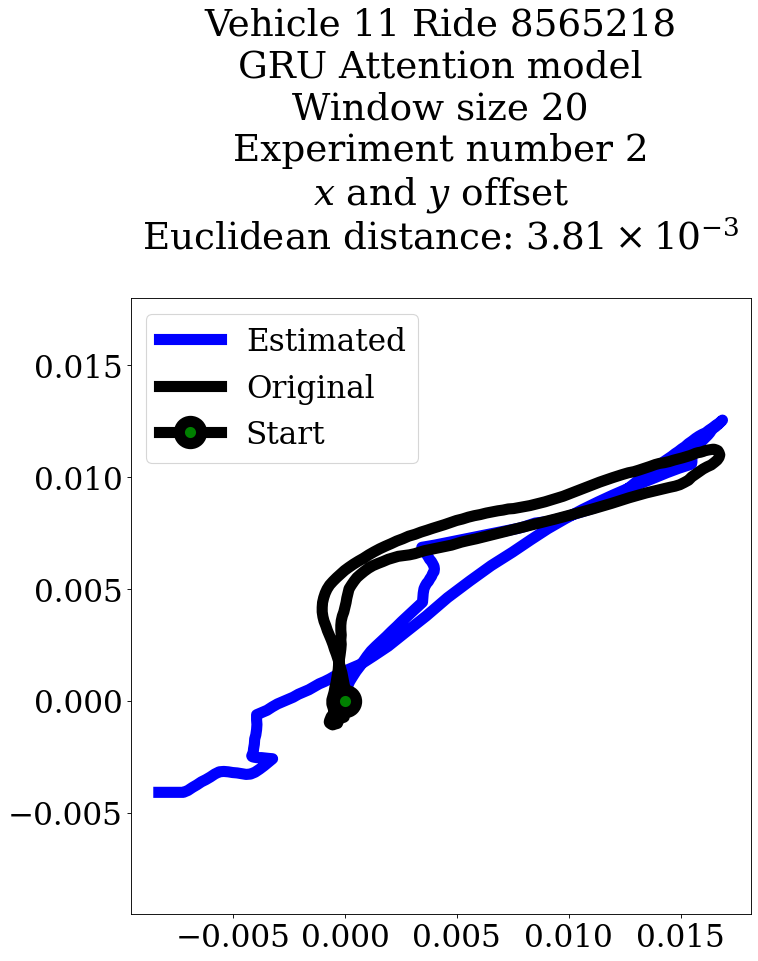 Vehicle 11 Ride 8565218
GRU Attention model
Window size 20
Experiment number 2
x and y offset
Euclidean distance: 3.81 × 10⁻³
Estimated
Original
Start
0.015
0.010
0.005
0.000
−0.005
−0.005 0.000 0.005 0.010 0.015